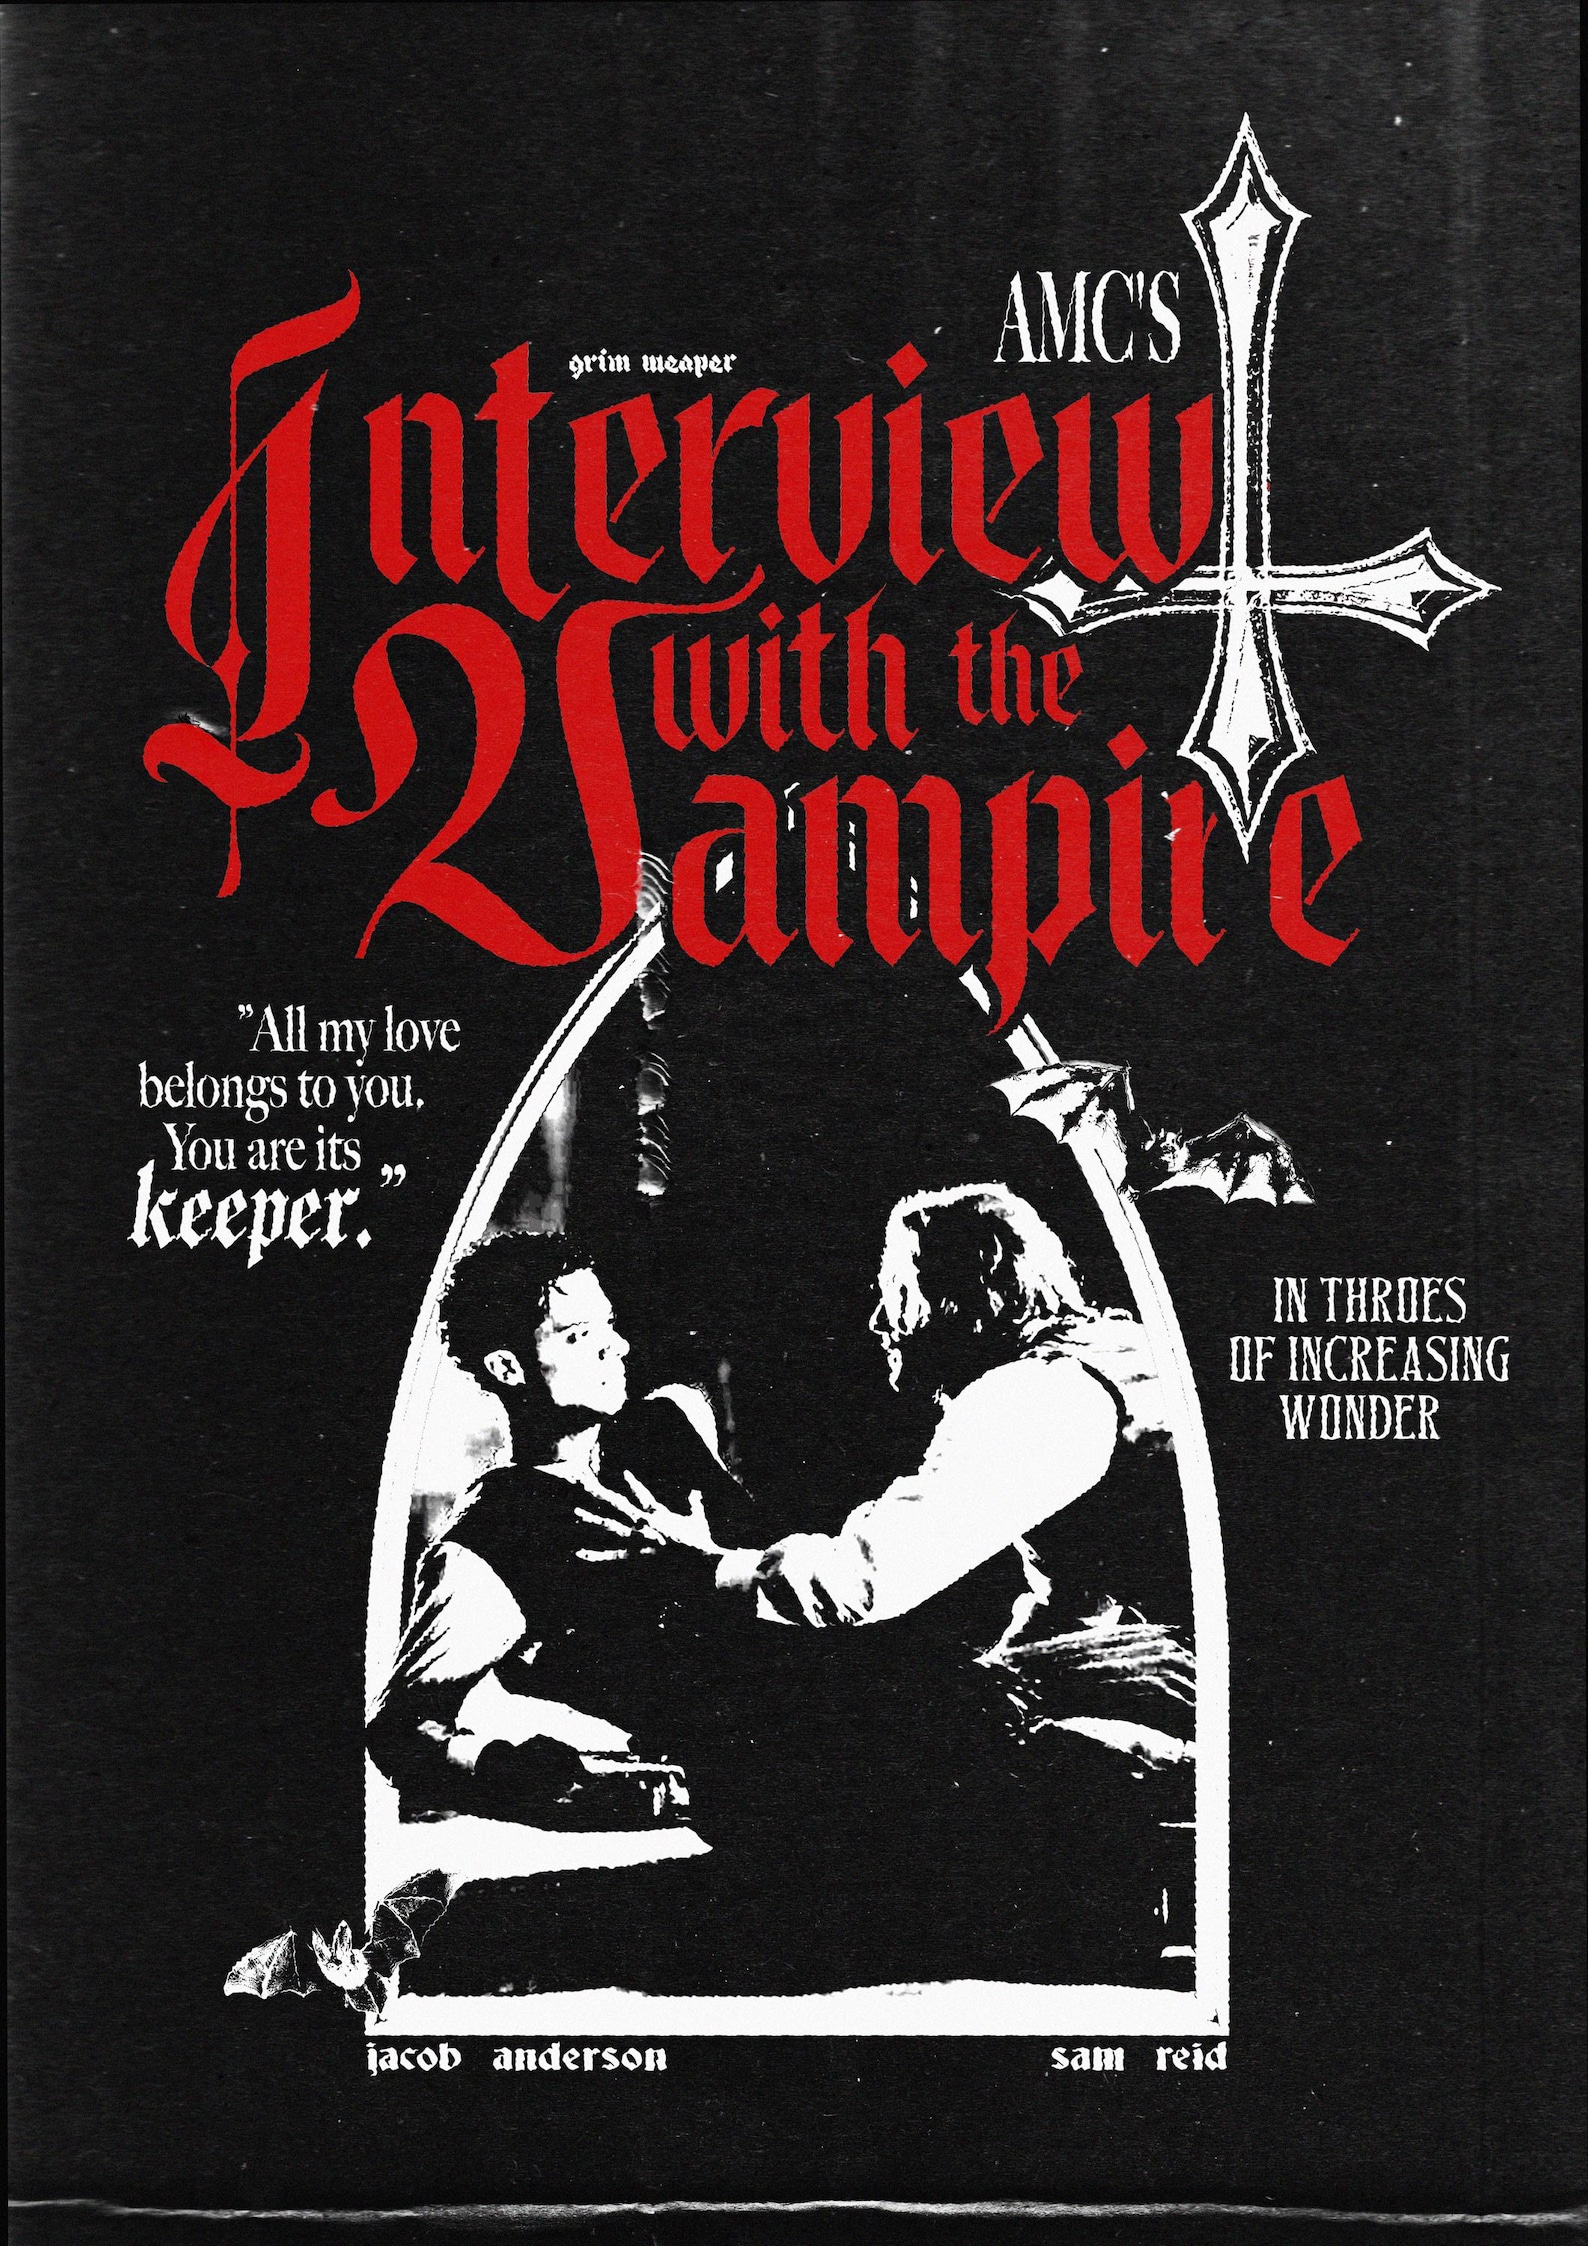 AMC'S
grim weaper
Interview
with the
Vampire
"All my love
belongs to you.
You are its
keeper."
IN THROES
OF INCREASING
WONDER
jacob anderson
sam reid